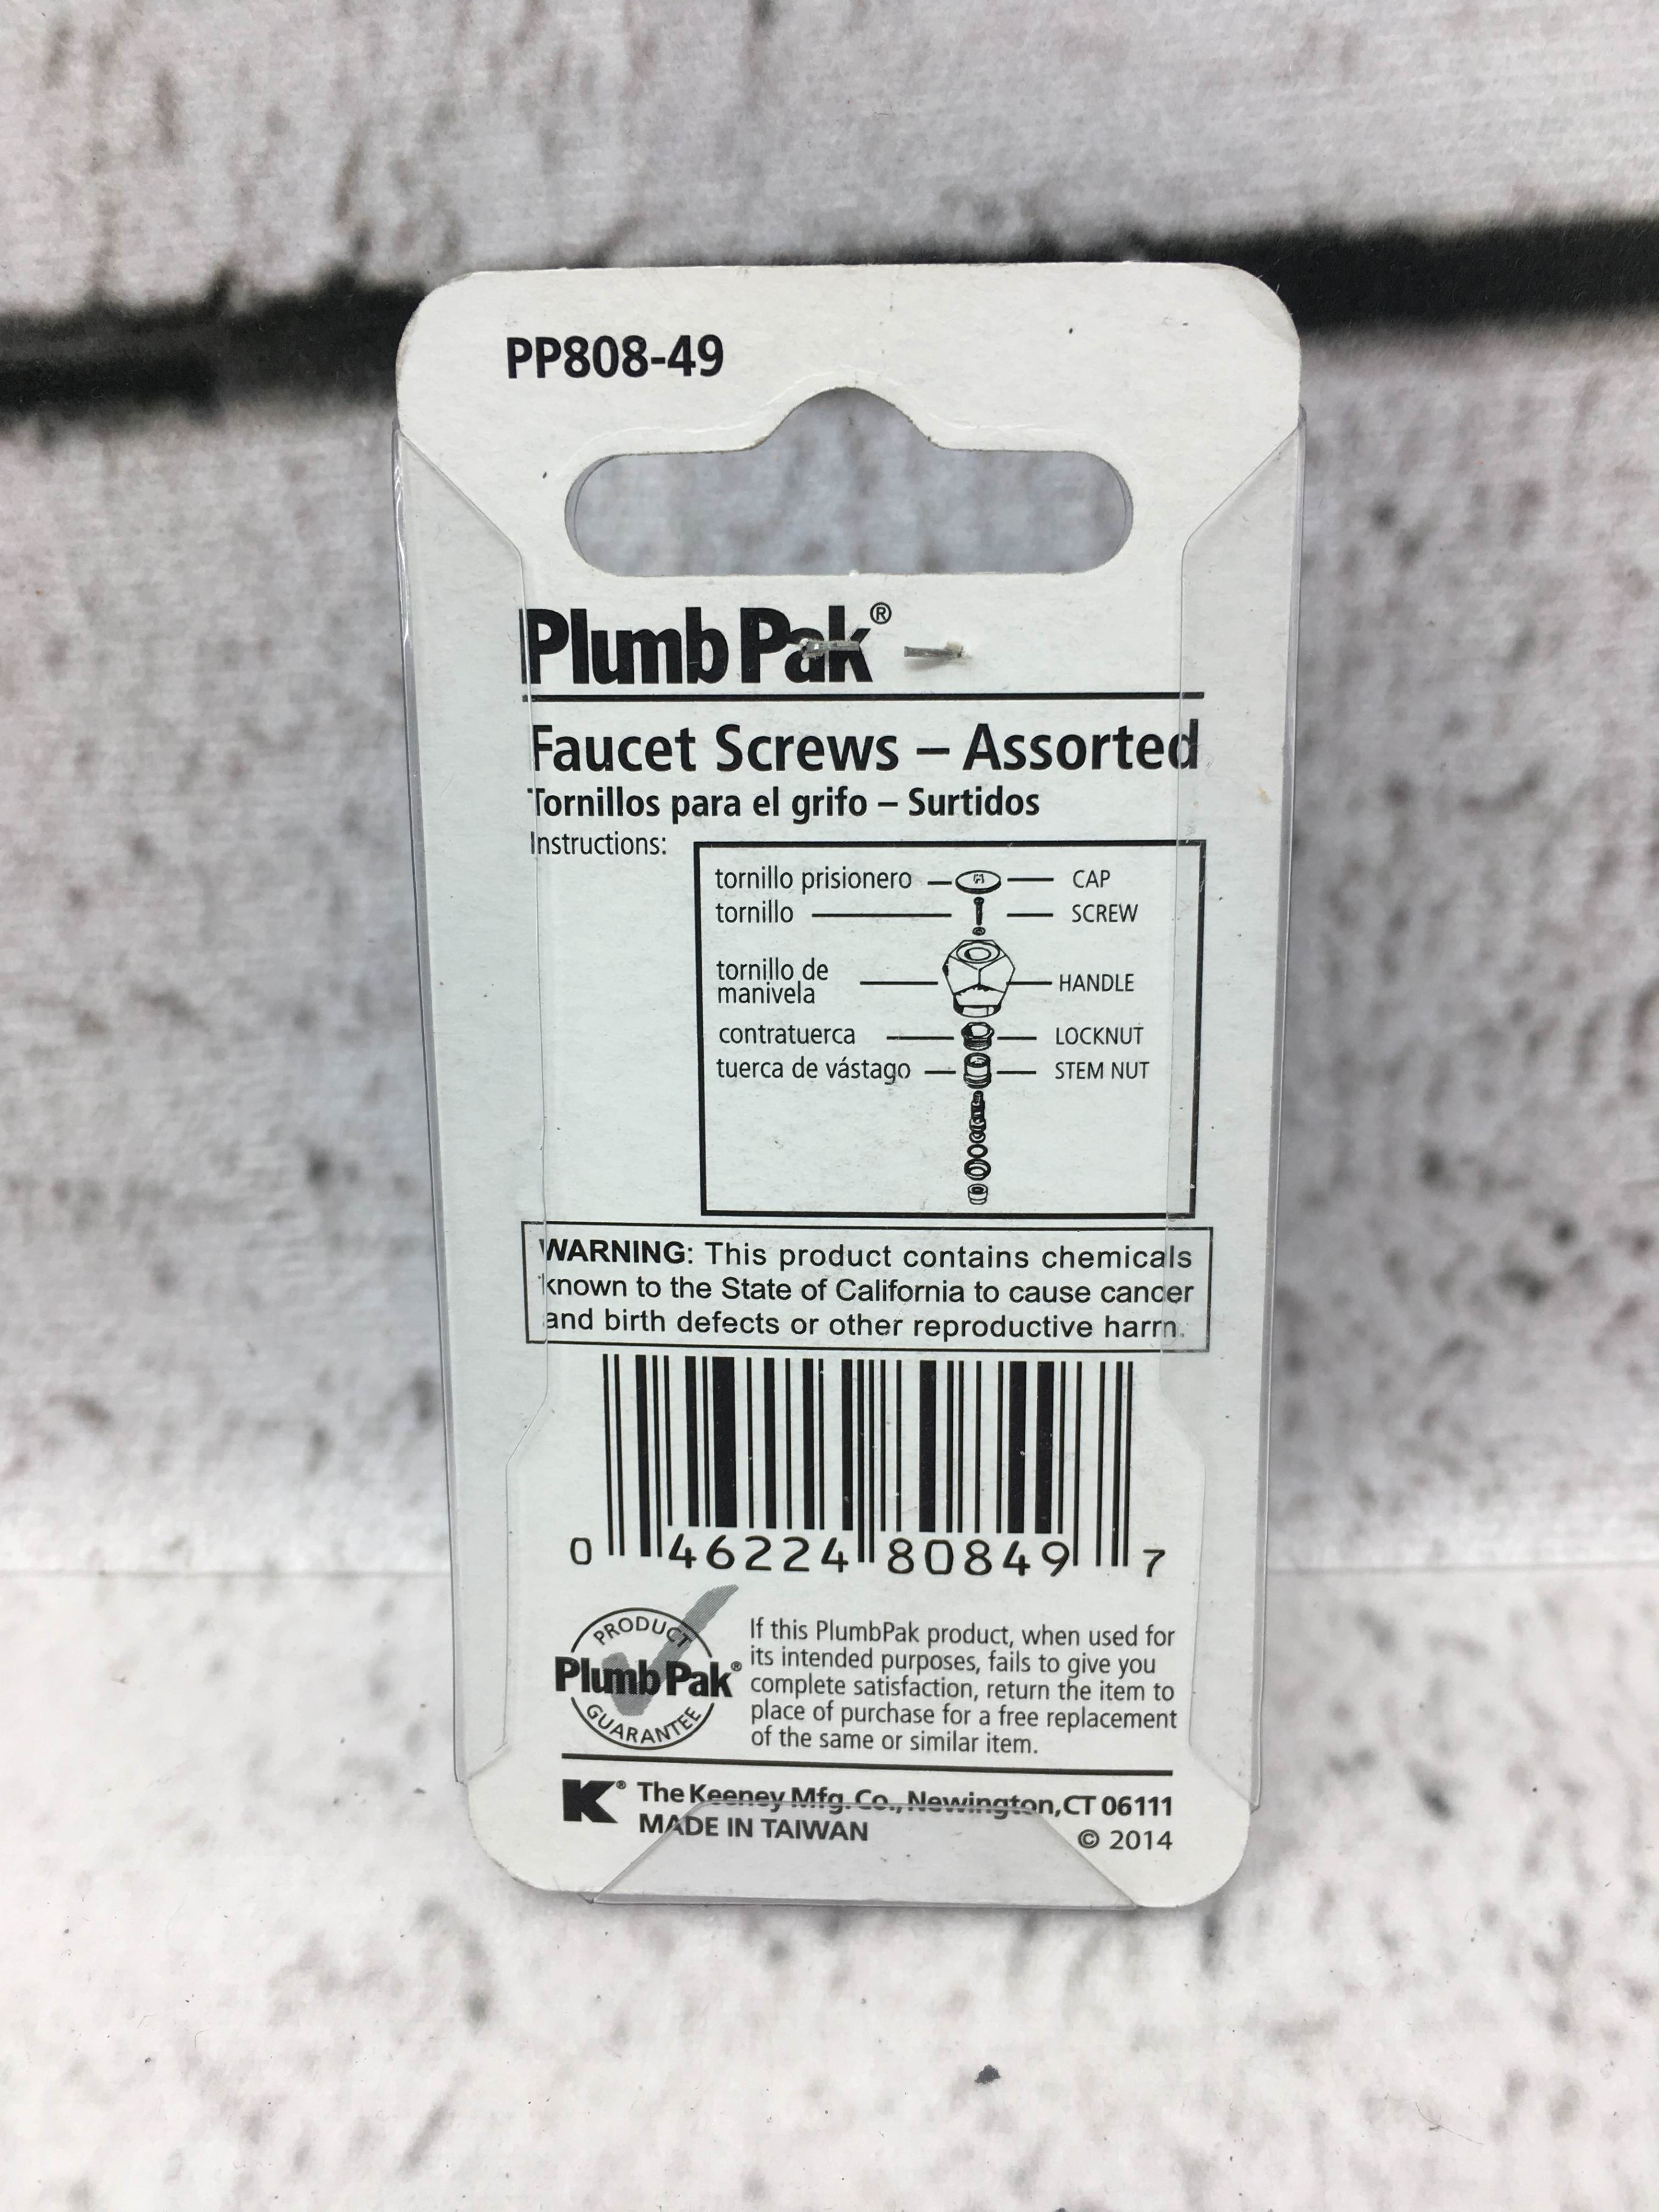 PP808-49
Plumb Pak®
Faucet Screws – Assorted
Tornillos para el grifo – Surtidos
Instructions:
tornillo prisionero CAP
tornillo SCREW
tornillo de
manivela HANDLE
contratuerca LOCKNUT
tuerca de vástago STEM NUT
WARNING: This product contains chemicals
known to the State of California to cause cancer
and birth defects or other reproductive harm.
0 46224 80849 7
PRODUCT
Plumb Pak®
GUARANTEE
If this PlumbPak product, when used for
its intended purposes, fails to give you
complete satisfaction, return the item to
place of purchase for a free replacement
of the same or similar item.
K® The Keeney Mfg. Co., Newington, CT 06111
MADE IN TAIWAN © 2014